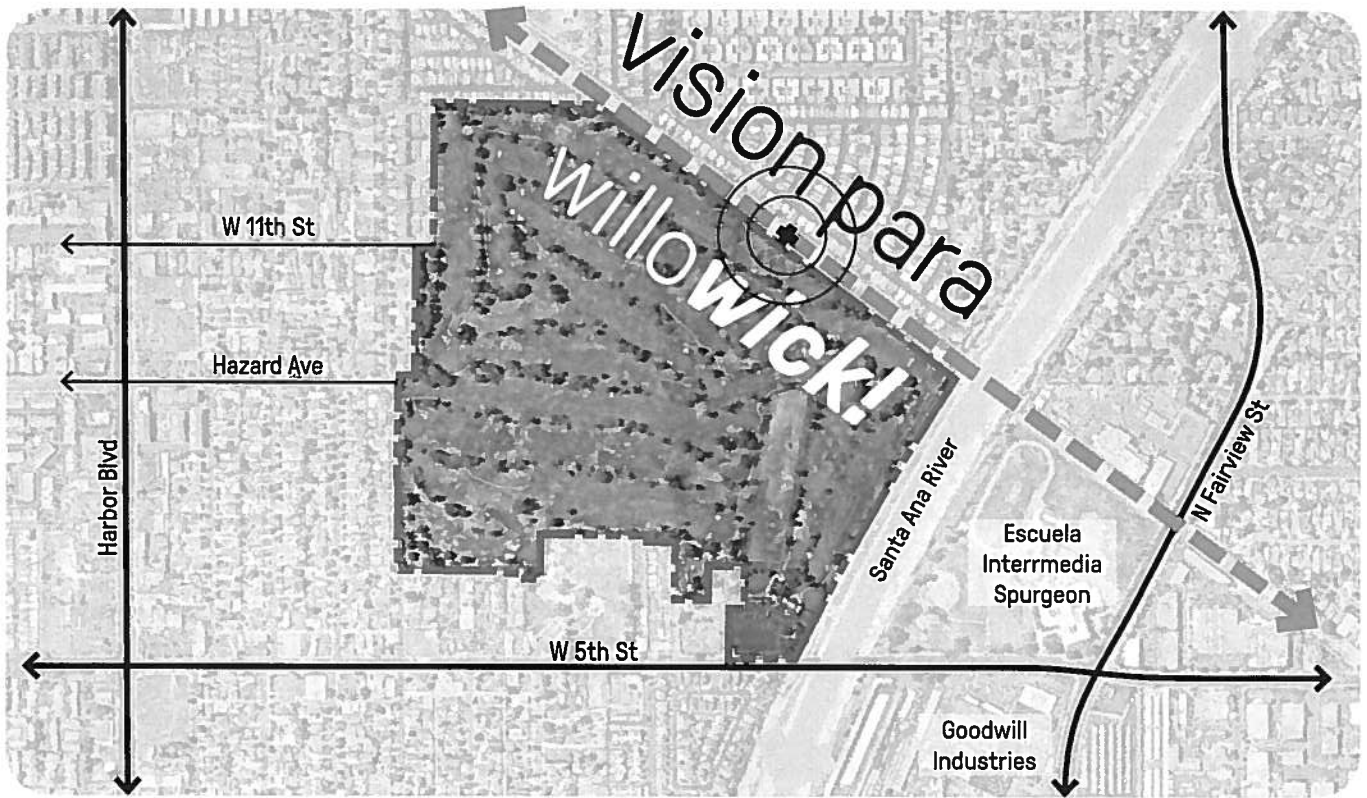 vision para
willowick!
W 11th St
Hazard Ave
Harbor Blvd
Santa Ana River
N Fairview St
Escuela
Interrmedia
Spurgeon
W 5th St
Goodwill
Industries